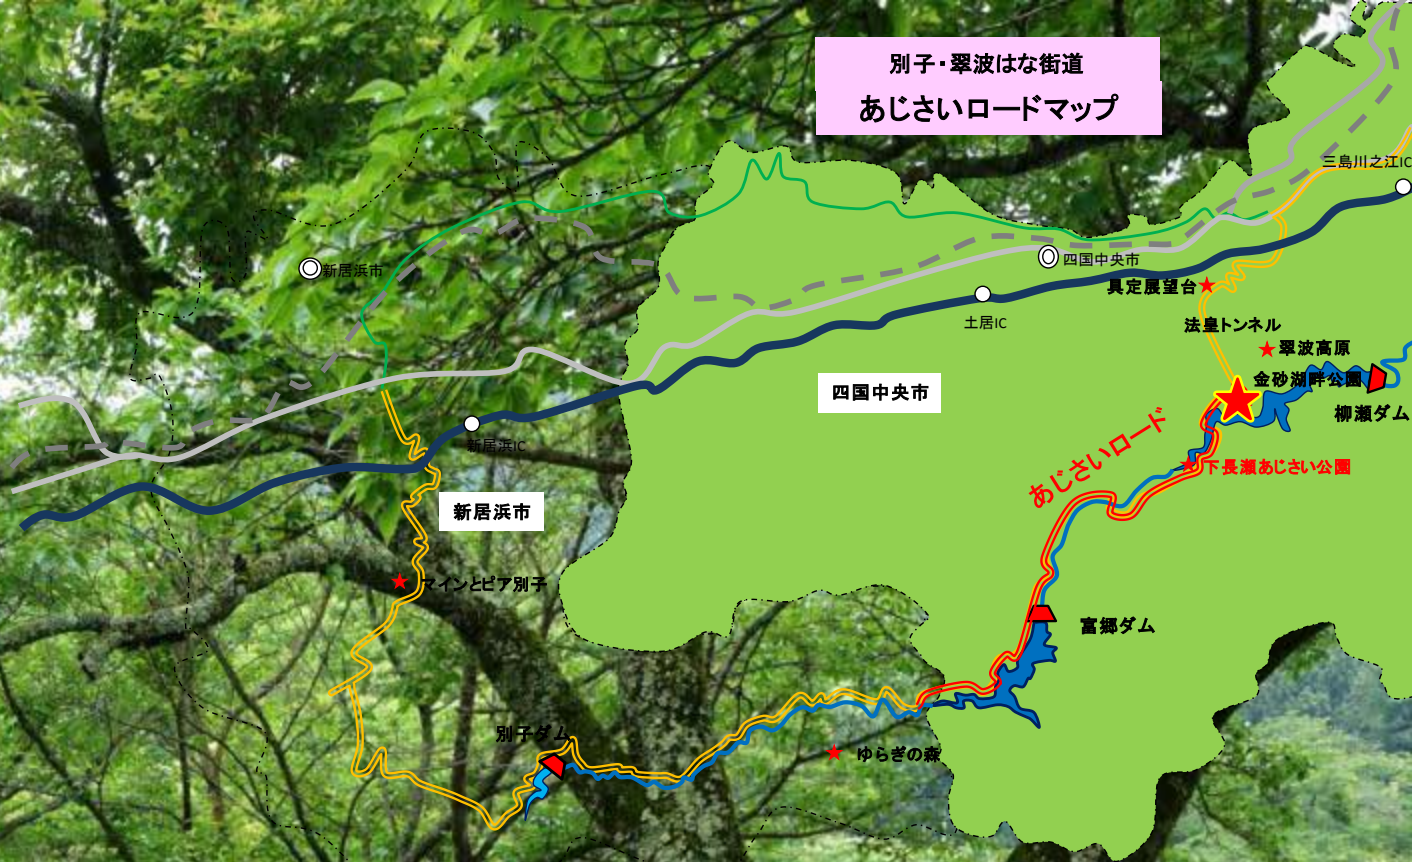 別子・翠波はな街道
あじさいロードマップ
三島川之江IC
新居浜市
四国中央市
具定展望台
土居IC
法皇トンネル
翠波高原
金砂湖畔公園
四国中央市
柳瀬ダム
あじさいロード
新居浜IC
下長瀬あじさい公園
新居浜市
マイントピア別子
富郷ダム
別子ダム
ゆらぎの森